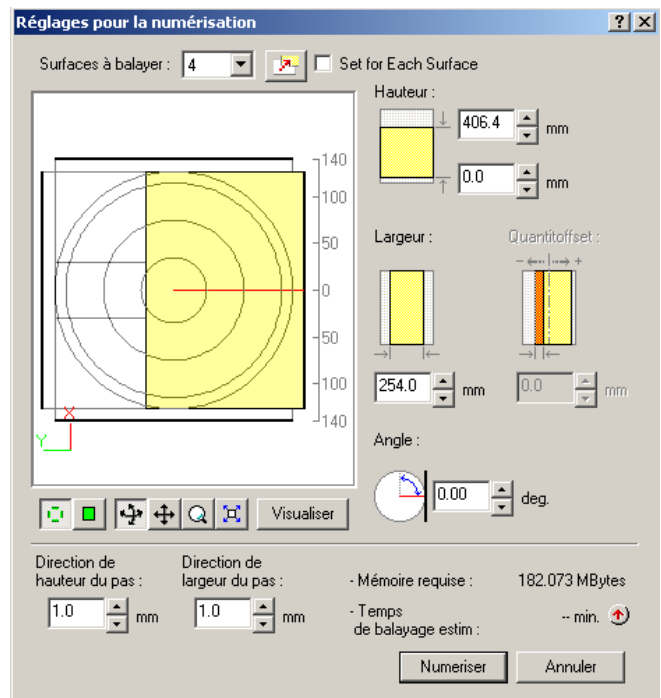 Réglages pour la numérisation
Surfaces à balayer : 4 Set for Each Surface
Hauteur :
406.4 mm
0.0 mm
140
100
50
0
50
100
140
X
Y
Largeur : Quantitoffset :
- +
254.0 mm 0.0 mm
Angle :
0.00 deg.
Visualiser
Direction de hauteur du pas :
1.0 mm
Direction de largeur du pas :
1.0 mm
- Mémoire requise : 182.073 MBytes
- Temps de balayage estim : -- min.
Numeriser Annuler